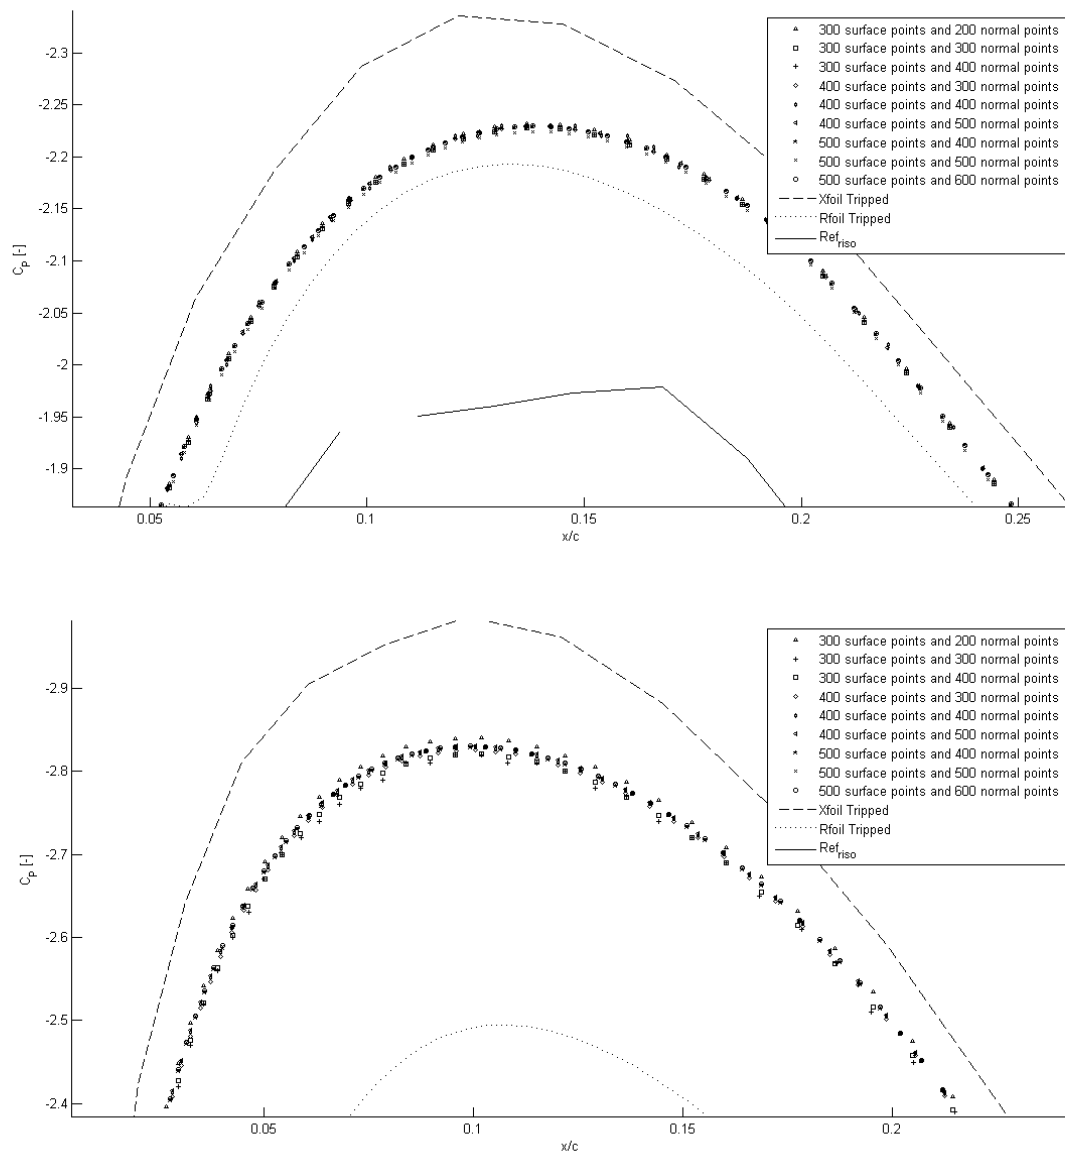 -2.3
-2.25
-2.2
-2.15
-2.1
-2.05
-2
-1.95
-1.9
C_P [-]
0.05
0.1
0.15
0.2
0.25
x/c
300 surface points and 200 normal points
300 surface points and 300 normal points
300 surface points and 400 normal points
400 surface points and 300 normal points
400 surface points and 400 normal points
400 surface points and 500 normal points
500 surface points and 400 normal points
500 surface points and 500 normal points
500 surface points and 600 normal points
Xfoil Tripped
Rfoil Tripped
Ref_riso
-2.9
-2.8
-2.7
-2.6
-2.5
-2.4
C_P [-]
0.05
0.1
0.15
0.2
x/c
300 surface points and 200 normal points
300 surface points and 300 normal points
300 surface points and 400 normal points
400 surface points and 300 normal points
400 surface points and 400 normal points
400 surface points and 500 normal points
500 surface points and 400 normal points
500 surface points and 500 normal points
500 surface points and 600 normal points
Xfoil Tripped
Rfoil Tripped
Ref_riso